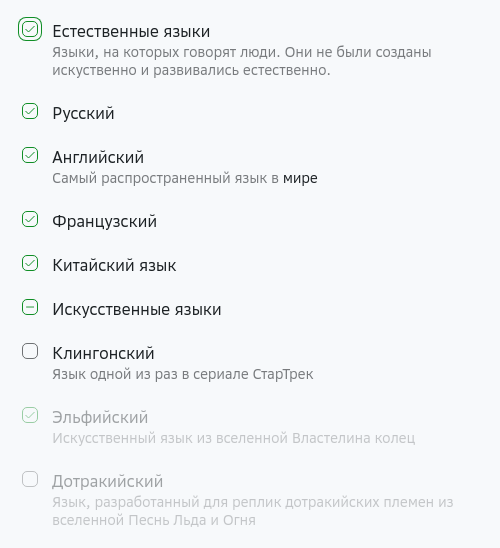 Естественные языки
Языки, на которых говорят люди. Они не были созданы
искуственно и развивались естественно.
Русский
Английский
Самый распространенный язык в мире
Французский
Китайский язык
Искусственные языки
Клингонский
Язык одной из раз в сериале СтарТрек
Эльфийский
Искусственный язык из вселенной Властелина колец
Дотракийский
Язык, разработанный для реплик дотракийских племен из
вселенной Песнь Льда и Огня